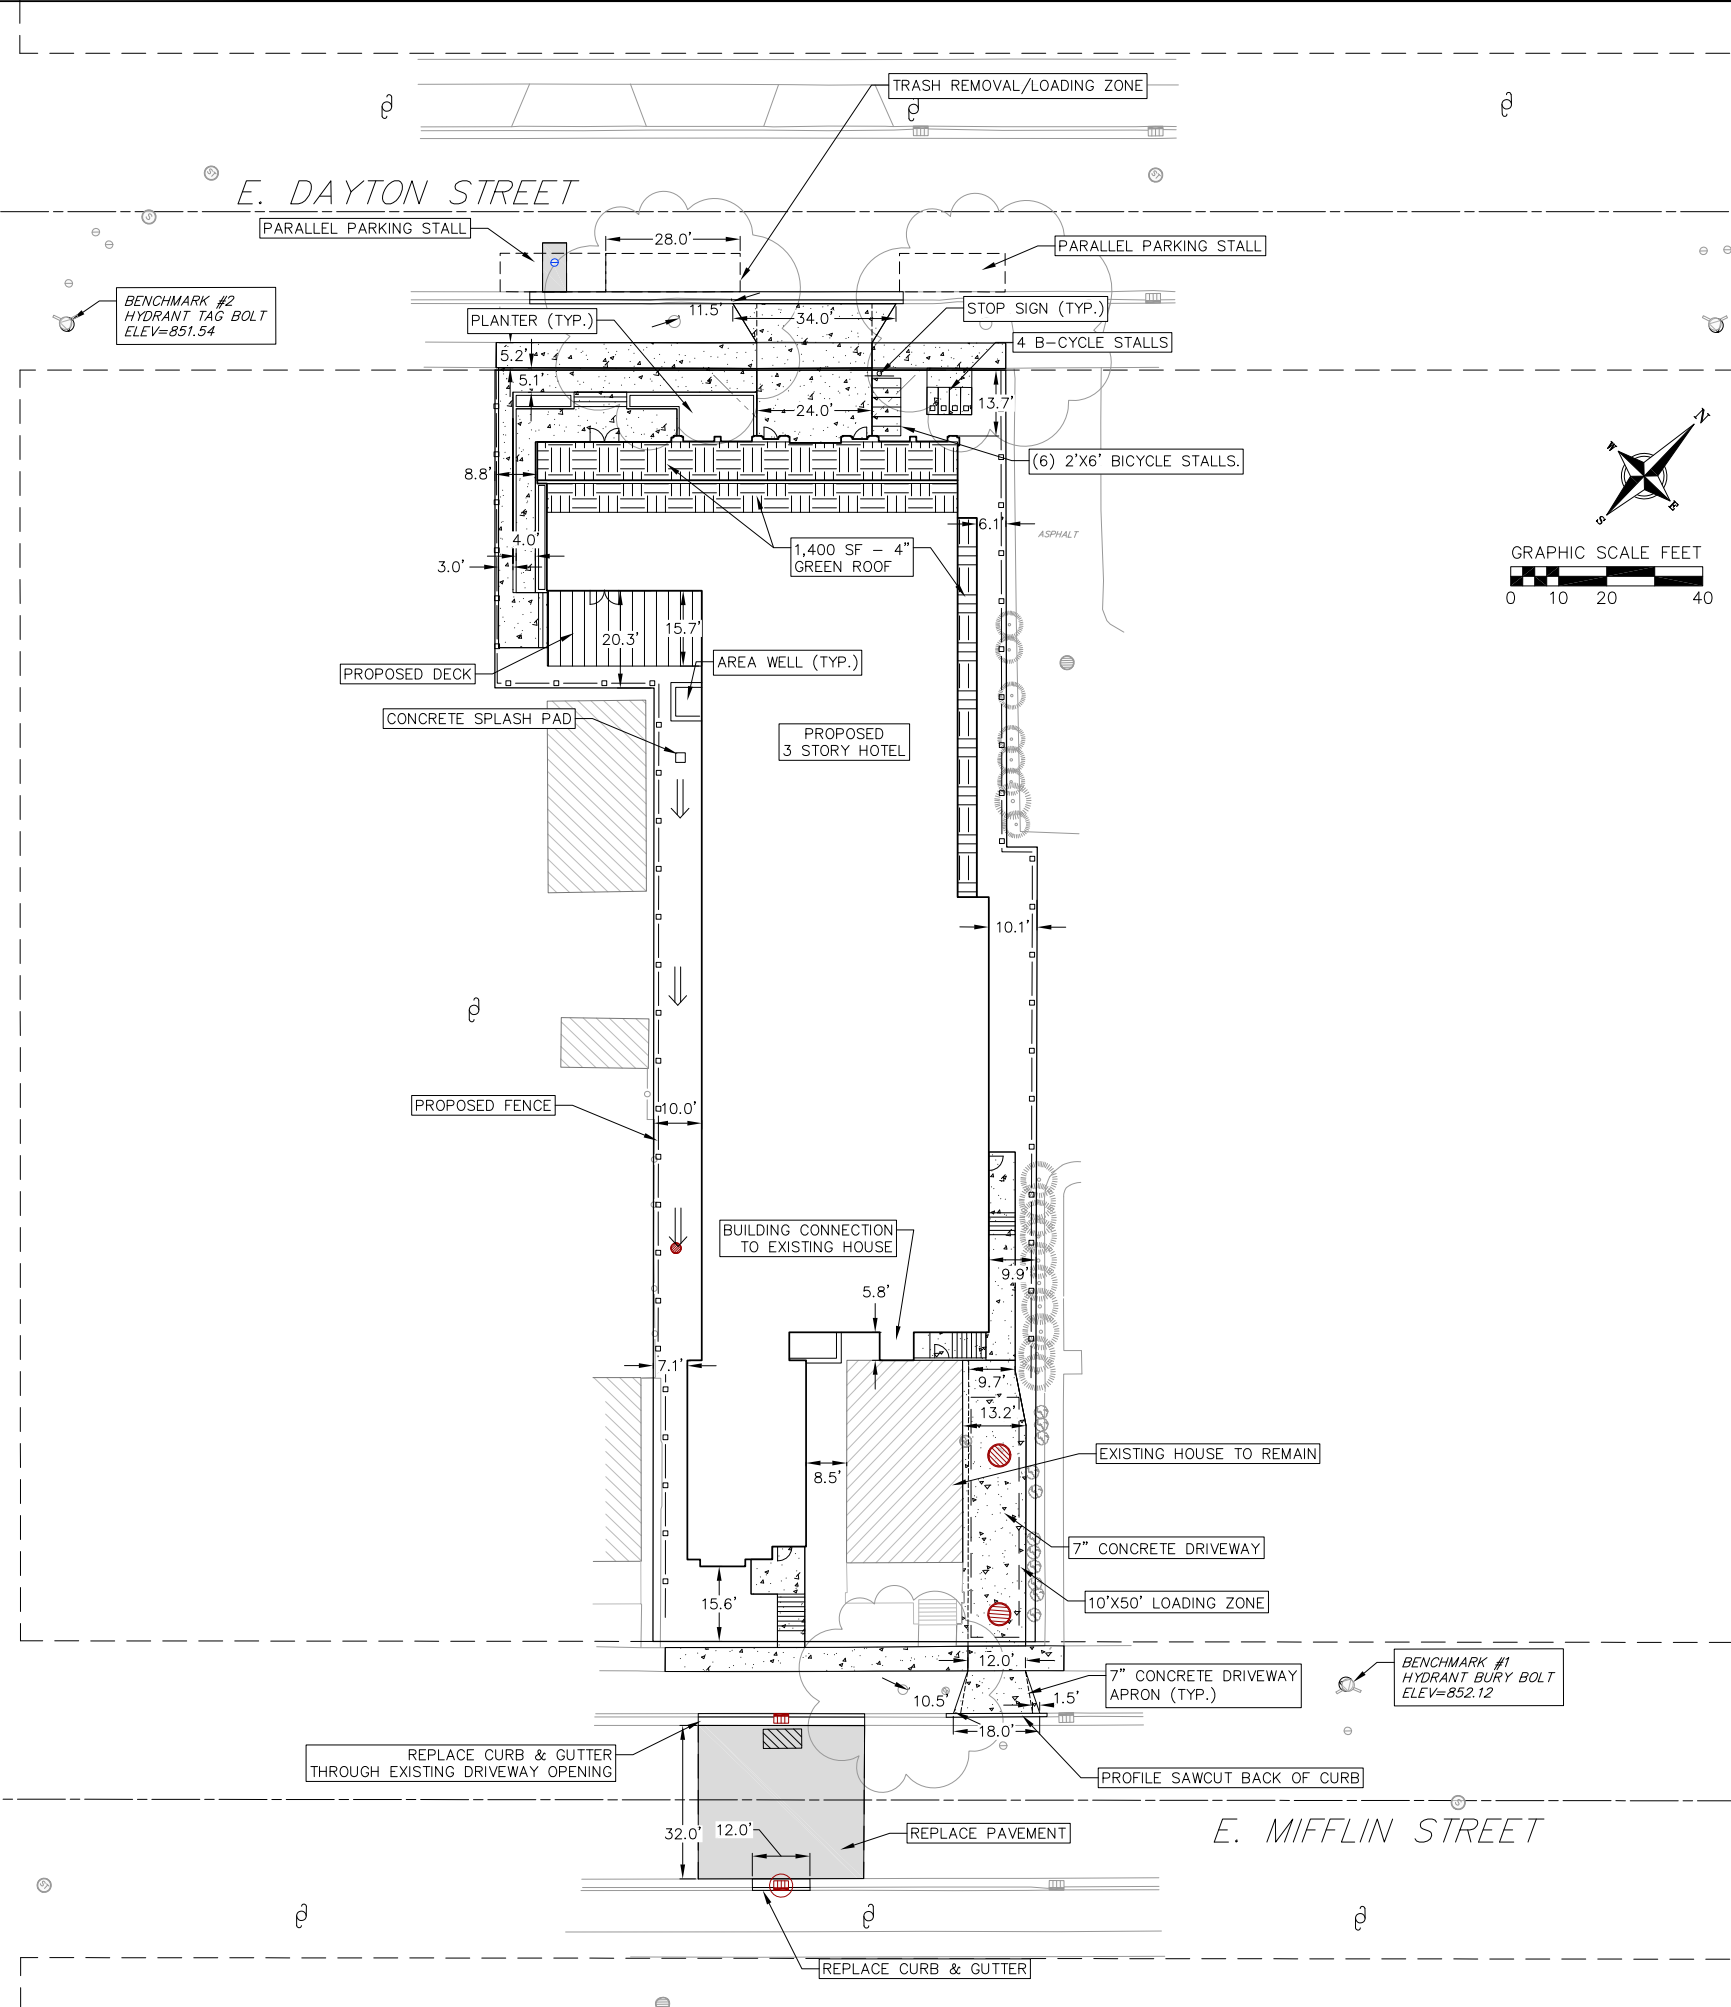 TRASH REMOVAL/LOADING ZONE
E. DAYTON STREET
PARALLEL PARKING STALL
28.0'
PARALLEL PARKING STALL
BENCHMARK #2
HYDRANT TAG BOLT
ELEV=851.54
PLANTER (TYP.)
11.5'
34.0'
STOP SIGN (TYP.)
4 B-CYCLE STALLS
5.2'
5.1'
24.0'
13.7'
(6) 2'X6' BICYCLE STALLS.
8.8'
N
W
E
S
4.0'
3.0'
6.1'
ASPHALT
1,400 SF - 4"
GREEN ROOF
GRAPHIC SCALE FEET
0 10 20 40
20.3'
15.7'
PROPOSED DECK
AREA WELL (TYP.)
CONCRETE SPLASH PAD
PROPOSED
3 STORY HOTEL
10.1'
PROPOSED FENCE
10.0'
BUILDING CONNECTION
TO EXISTING HOUSE
9.9'
5.8'
7.1'
9.7'
13.2'
EXISTING HOUSE TO REMAIN
8.5'
7" CONCRETE DRIVEWAY
15.6'
10'X50' LOADING ZONE
12.0'
BENCHMARK #1
HYDRANT BURY BOLT
ELEV=852.12
7" CONCRETE DRIVEWAY
APRON (TYP.)
10.5'
1.5'
18.0'
REPLACE CURB & GUTTER
THROUGH EXISTING DRIVEWAY OPENING
PROFILE SAWCUT BACK OF CURB
32.0'
12.0'
REPLACE PAVEMENT
E. MIFFLIN STREET
REPLACE CURB & GUTTER